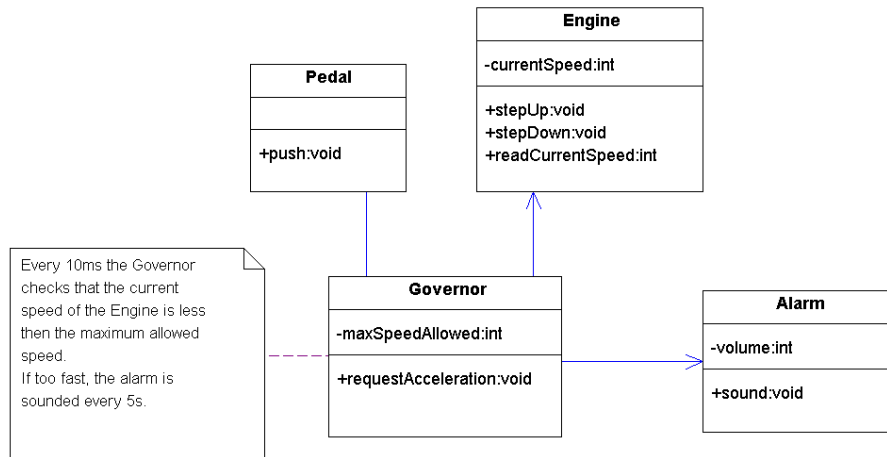 Engine
-currentSpeed:int
+stepUp:void
+stepDown:void
+readCurrentSpeed:int
Pedal
+push:void
Every 10ms the Governor
checks that the current
speed of the Engine is less
then the maximum allowed
speed.
If too fast, the alarm is
sounded every 5s.
Governor
-maxSpeedAllowed:int
+requestAcceleration:void
Alarm
-volume:int
+sound:void